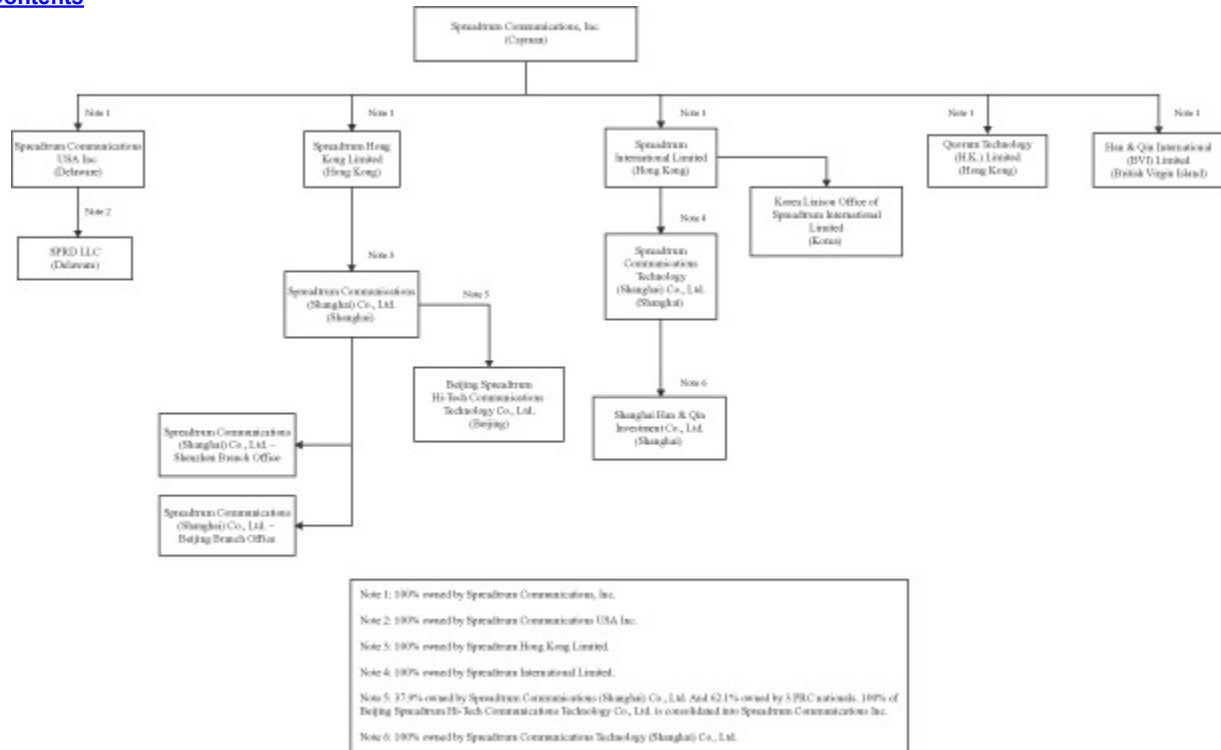 Contents
Spreadtrum Communications, Inc.
(Cayman)
Note 1
Note 1
Note 1
Note 1
Note 1
Spreadtrum Communications
USA Inc.
(Delaware)
Spreadtrum Hong
Kong Limited
(Hong Kong)
Spreadtrum
International Limited
(Hong Kong)
Quorum Technology
(H.K.) Limited
(Hong Kong)
Han & Qin International
(BVI) Limited
(British Virgin Island)
Note 2
SPRD LLC
(Delaware)
Korea Liaison Office of
Spreadtrum International
Limited
(Korea)
Note 4
Spreadtrum
Communications
Technology
(Shanghai) Co., Ltd.
(Shanghai)
Note 3
Spreadtrum Communications
(Shanghai) Co., Ltd.
(Shanghai)
Note 5
Beijing Spreadtrum
Hi-Tech Communications
Technology Co., Ltd.
(Beijing)
Note 6
Shanghai Han & Qin
Investment Co., Ltd.
(Shanghai)
Spreadtrum Communications
(Shanghai) Co., Ltd. –
Shenzhen Branch Office
Spreadtrum Communications
(Shanghai) Co., Ltd. –
Beijing Branch Office
Note 1: 100% owned by Spreadtrum Communications, Inc.
Note 2: 100% owned by Spreadtrum Communications USA Inc.
Note 3: 100% owned by Spreadtrum Hong Kong Limited.
Note 4: 100% owned by Spreadtrum International Limited.
Note 5: 37.9% owned by Spreadtrum Communications (Shanghai) Co., Ltd. And 62.1% owned by 3 PRC nationals. 100% of
Beijing Spreadtrum Hi-Tech Communications Technology Co., Ltd. is consolidated into Spreadtrum Communications Inc.
Note 6: 100% owned by Spreadtrum Communications Technology (Shanghai) Co., Ltd.